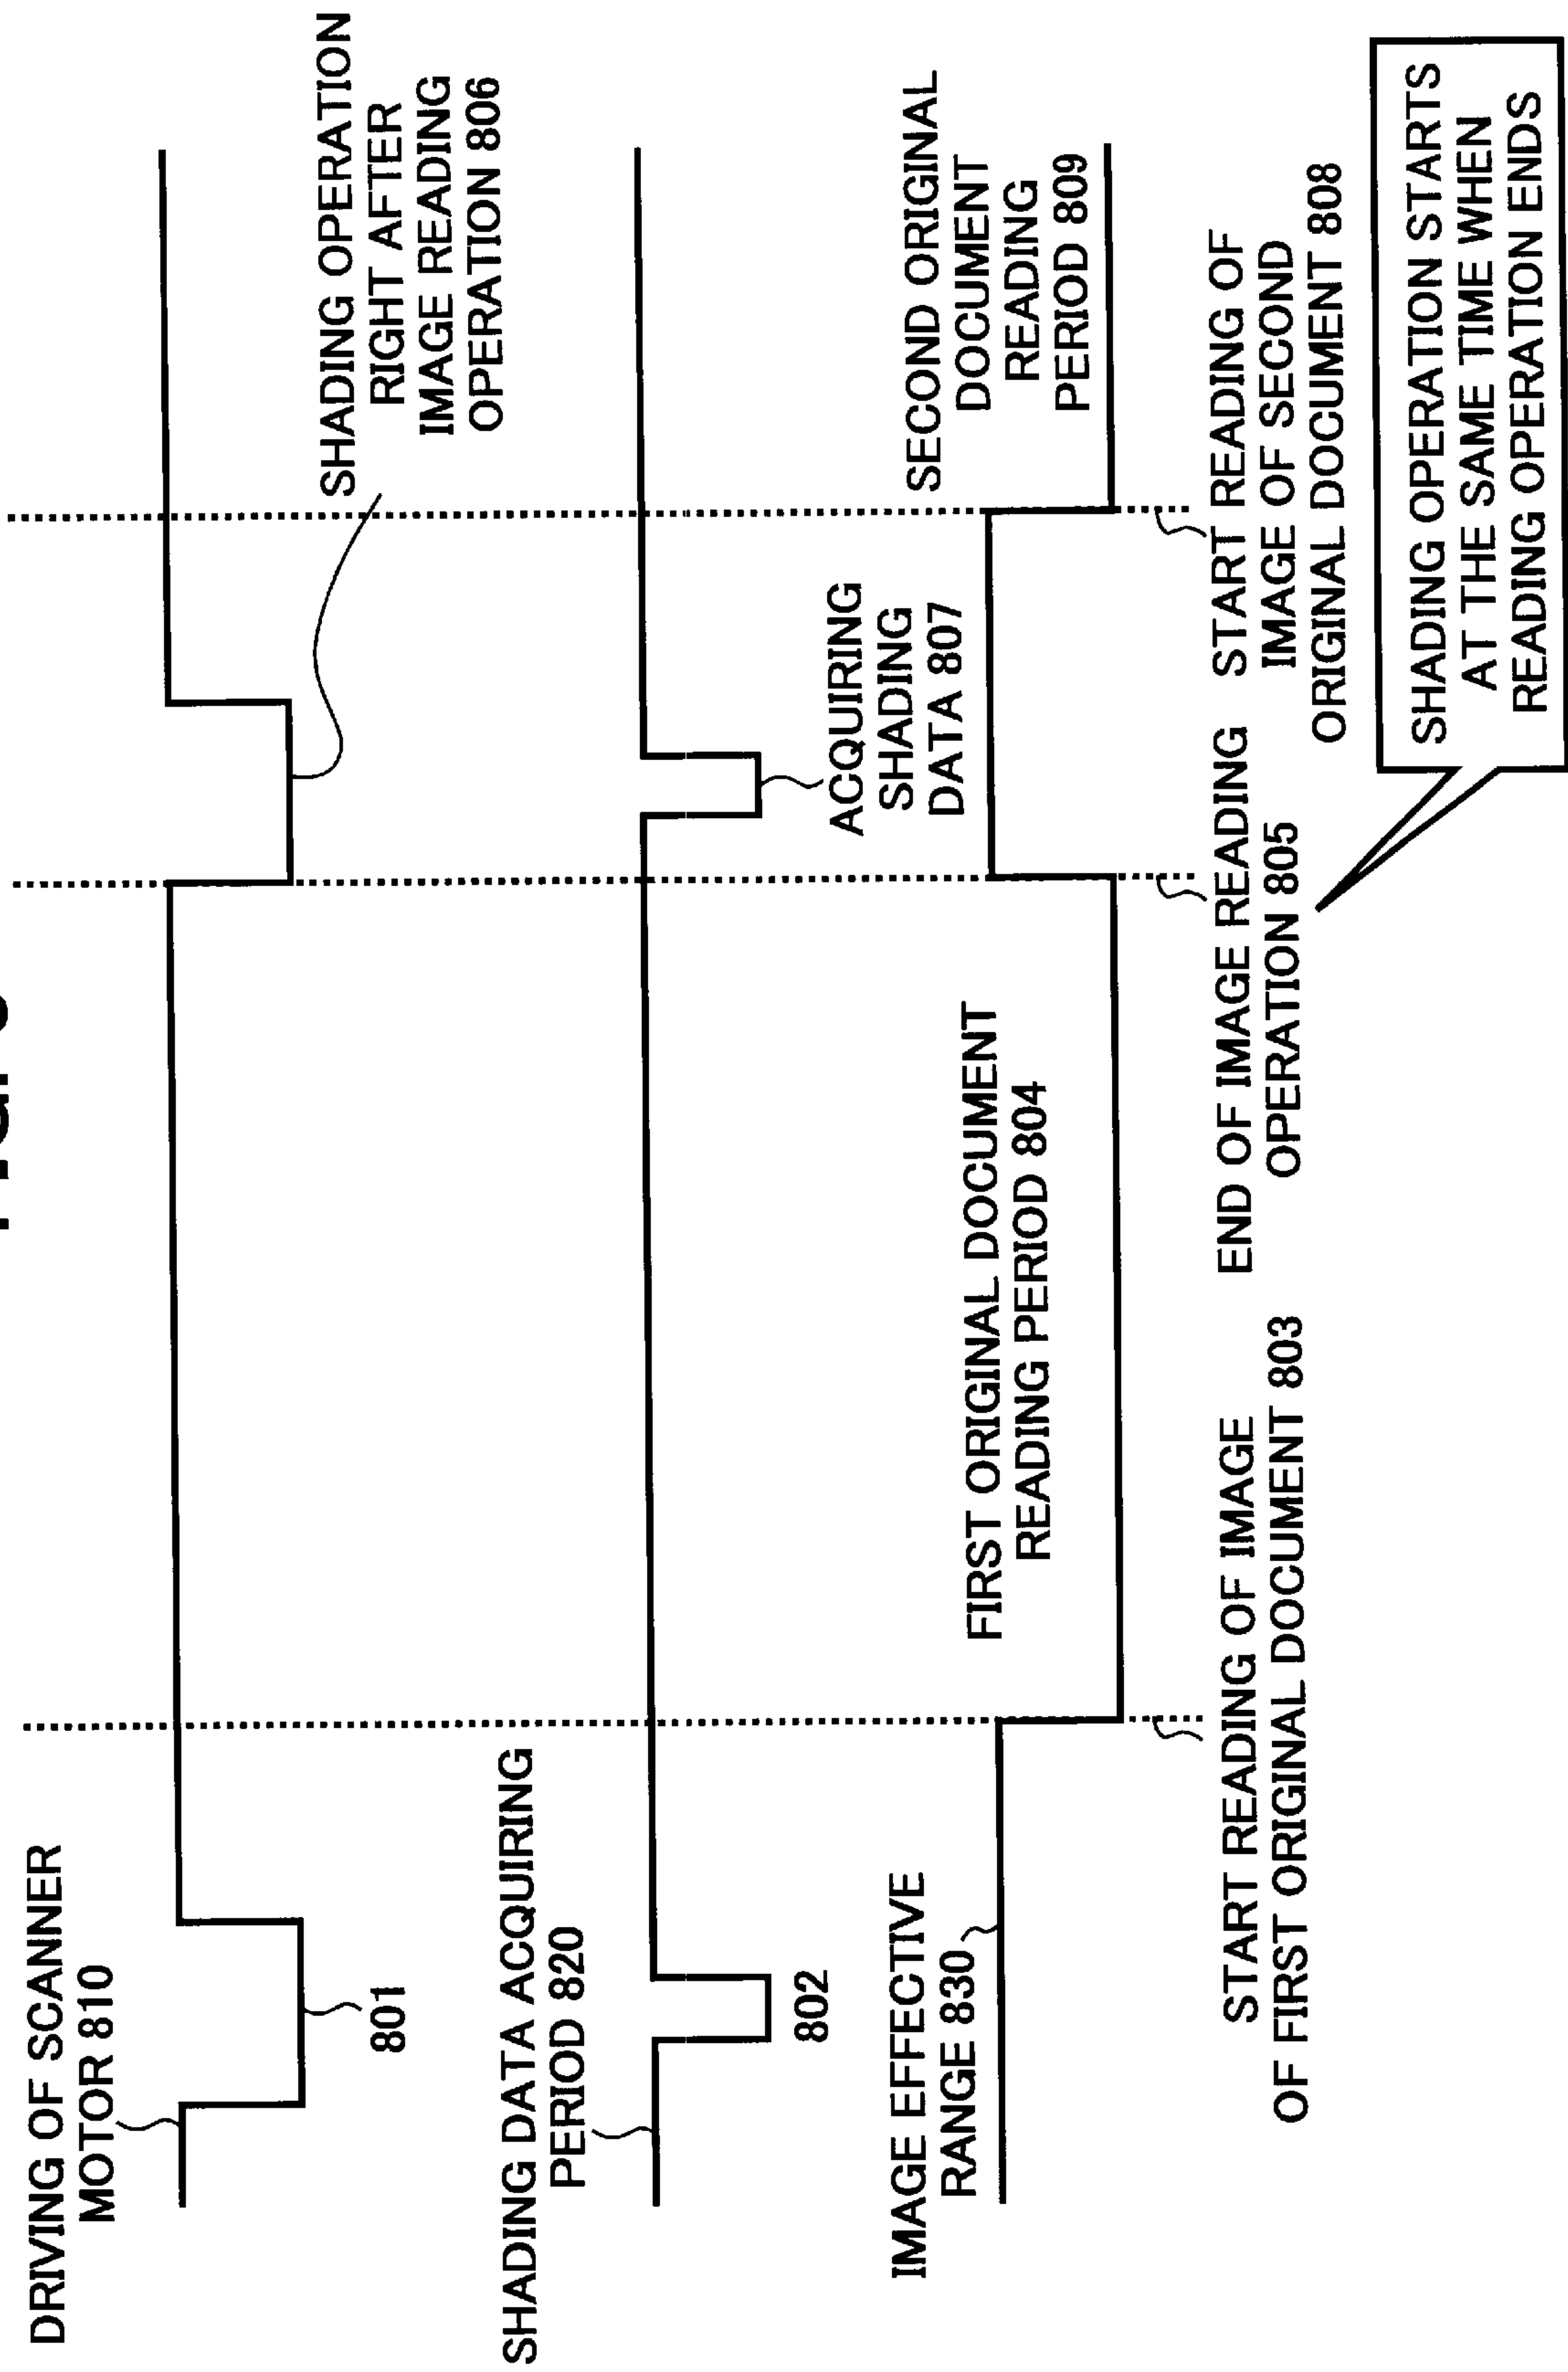 DRIVING OF SCANNER
MOTOR 810
801
SHADING OPERATION
RIGHT AFTER
IMAGE READING
OPERATION 806
SHADING DATA ACQUIRING
PERIOD 820
802
ACQUIRING
SHADING
DATA 807
IMAGE EFFECTIVE
RANGE 830
FIRST ORIGINAL DOCUMENT
READING PERIOD 804
SECOND ORIGINAL
DOCUMENT
READING
PERIOD 809
START READING OF IMAGE
OF FIRST ORIGINAL DOCUMENT 803
END OF IMAGE READING
OPERATION 805
START READING OF
IMAGE OF SECOND
ORIGINAL DOCUMENT 808
SHADING OPERATION STARTS
AT THE SAME TIME WHEN
READING OPERATION ENDS